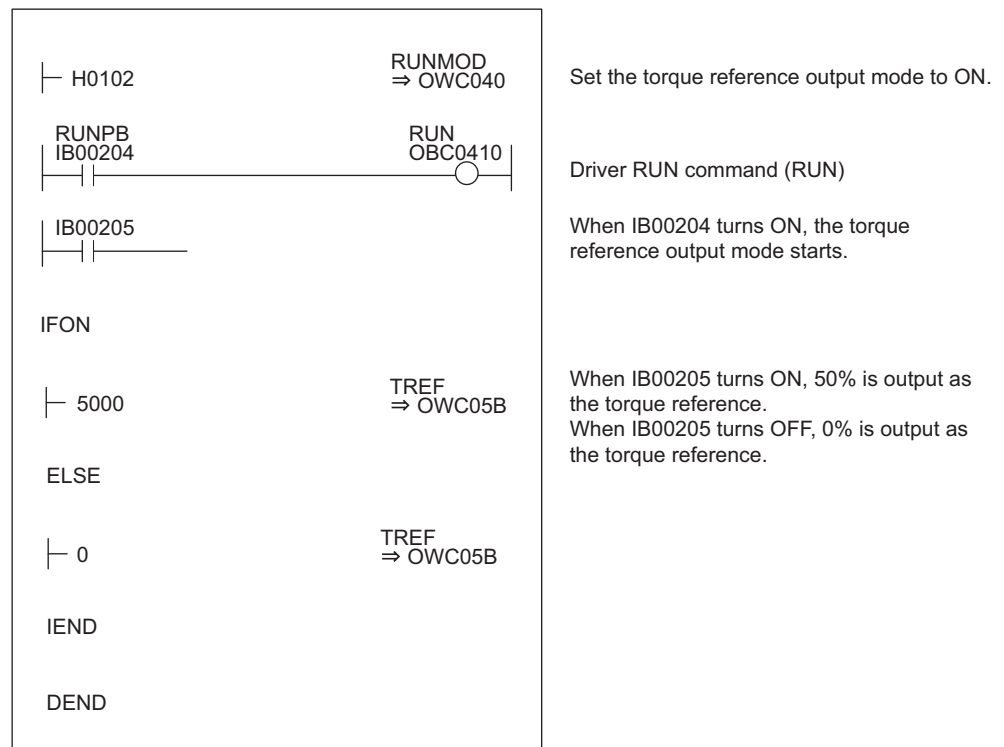 RUNMOD
H0102 ⇒ OWC040
Set the torque reference output mode to ON.
RUNPB RUN
IB00204 OBC0410
Driver RUN command (RUN)
IB00205
When IB00204 turns ON, the torque
reference output mode starts.
IFON
TREF
5000 ⇒ OWC05B
When IB00205 turns ON, 50% is output as
the torque reference.
When IB00205 turns OFF, 0% is output as
the torque reference.
ELSE
TREF
0 ⇒ OWC05B
IEND
DEND